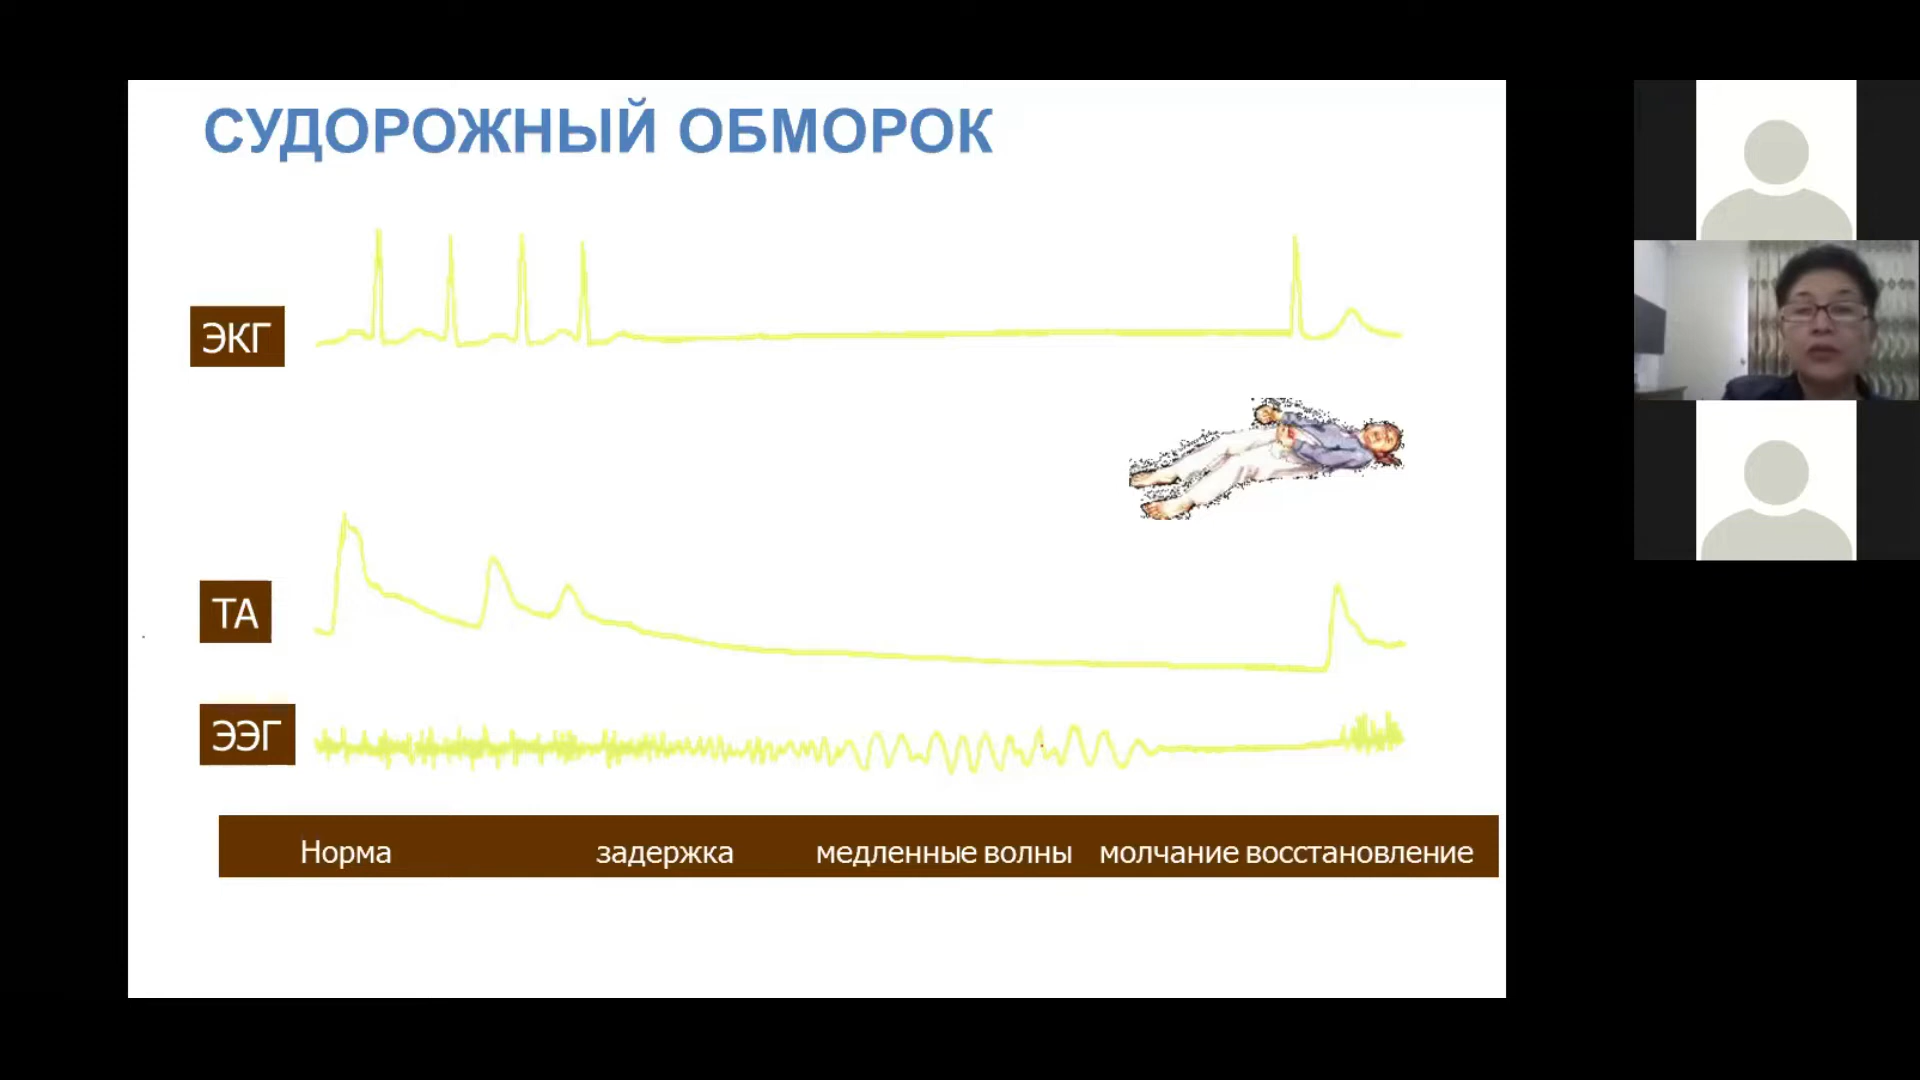 СУДОРОЖНЫЙ ОБМОРОК
ЭКГ
ТА
ЭЭГ
Норма задержка медленные волны молчание восстановление